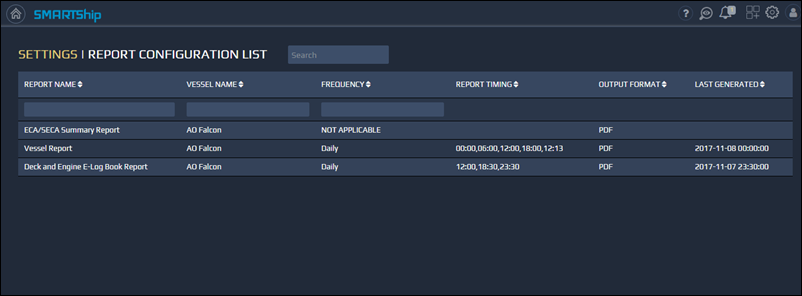 SMARTShip
?
SETTINGS | REPORT CONFIGURATION LIST Search
REPORT NAME VESSEL NAME FREQUENCY REPORT TIMING OUTPUT FORMAT LAST GENERATED
ECA/SECA Summary Report AO Falcon NOT APPLICABLE PDF
Vessel Report AO Falcon Daily 00:00,06:00,12:00,18:00,12:13 PDF 2017-11-08 00:00:00
Deck and Engine E-Log Book Report AO Falcon Daily 12:00,18:30,23:30 PDF 2017-11-07 23:30:00